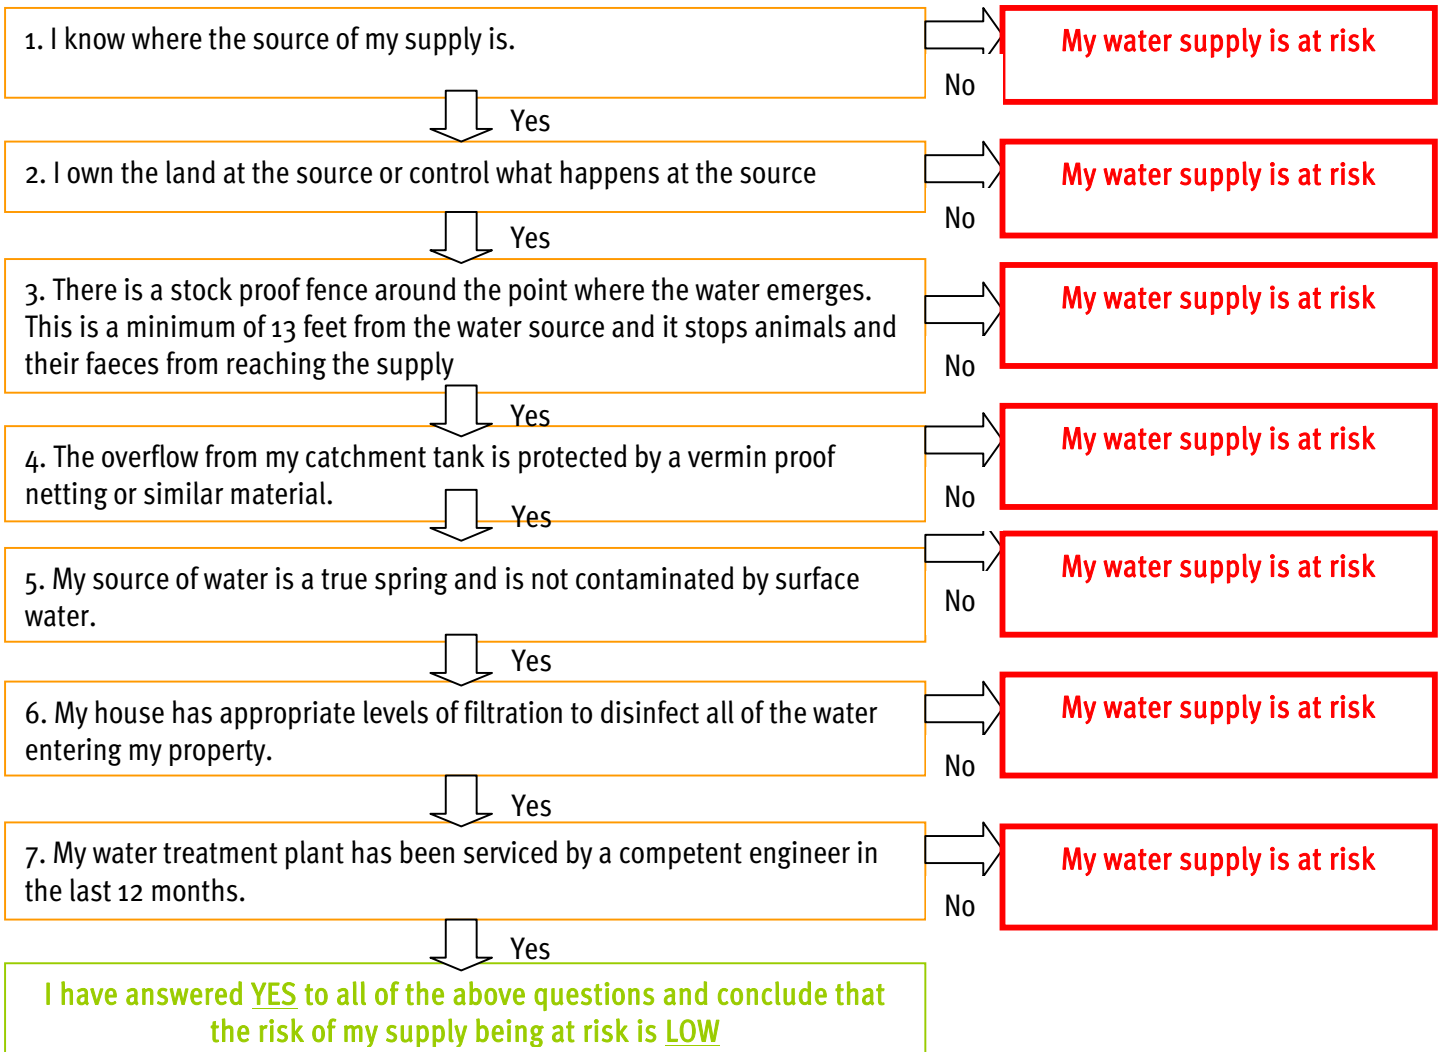 1. I know where the source of my supply is.
My water supply is at risk
No
Yes
2. I own the land at the source or control what happens at the source
My water supply is at risk
No
Yes
3. There is a stock proof fence around the point where the water emerges.
This is a minimum of 13 feet from the water source and it stops animals and
their faeces from reaching the supply
My water supply is at risk
No
Yes
4. The overflow from my catchment tank is protected by a vermin proof
netting or similar material.
My water supply is at risk
No
Yes
5. My source of water is a true spring and is not contaminated by surface
water.
My water supply is at risk
No
Yes
6. My house has appropriate levels of filtration to disinfect all of the water
entering my property.
My water supply is at risk
No
Yes
7. My water treatment plant has been serviced by a competent engineer in
the last 12 months.
My water supply is at risk
No
Yes
I have answered YES to all of the above questions and conclude that
the risk of my supply being at risk is LOW